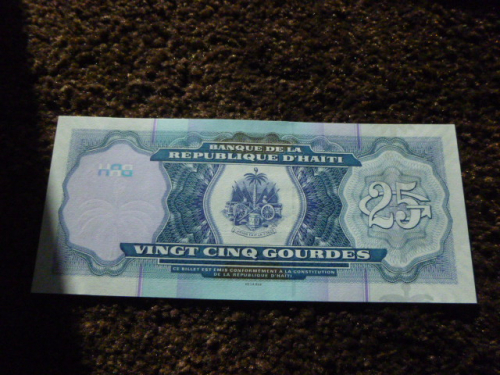 BANQUE DE LA
REPUBLIQUE D'HAITI
25
VINGT CINQ GOURDES
CE BILLET EST EMIS CONFORMEMENT A LA CONSTITUTION
DE LA REPUBLIQUE D'HAITI